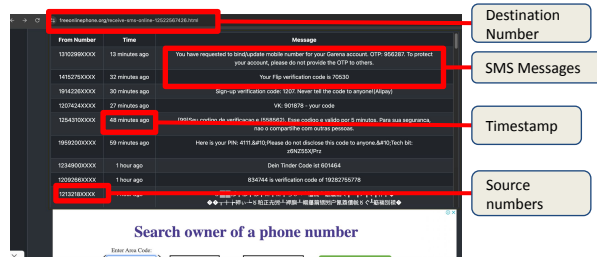 freeonlinephone.org/receive-sms-online-12522567426.html
Destination Number
From Number Time Message
1310299XXXX 13 minutes ago You have requested to bind/update mobile number for your Garena account. OTP: 956287. To protect
your account, please do not provide the OTP to others.
SMS Messages
1415275XXXX 32 minutes ago Your Flip verification code is 70530
1914226XXXX 30 minutes ago Sign-up verification code: 1207. Never tell the code to anyone!(Alipay)
1207424XXXX 27 minutes ago VK: 901878 - your code
1254310XXXX 48 minutes ago [99]Seu codigo de verificacao e (558562). Esse codigo e valido por 5 minutos. Para sua seguranca,
nao o compartilhe com outras pessoas.
Timestamp
1959200XXXX 59 minutes ago Here is your PIN: 4111.&#10;Please do not disclose this code to anyone.&#10;Tech bit:
z6NZ55X/Prz
1234900XXXX 1 hour ago Dein Tinder Code ist 601464
1209266XXXX 1 hour ago 834744 is verification code of 19282755778
1213218XXXX 1 hour ago
Source numbers
Search owner of a phone number
Enter Area Code: